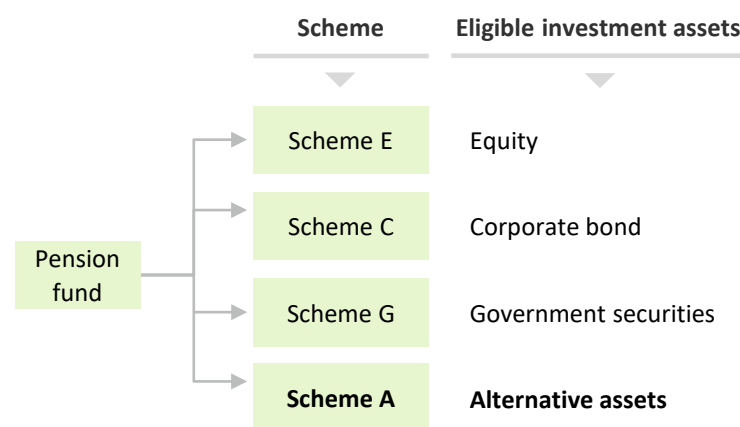 Scheme
Eligible investment assets
Scheme E
Equity
Scheme C
Corporate bond
Pension
fund
Scheme G
Government securities
Scheme A
Alternative assets